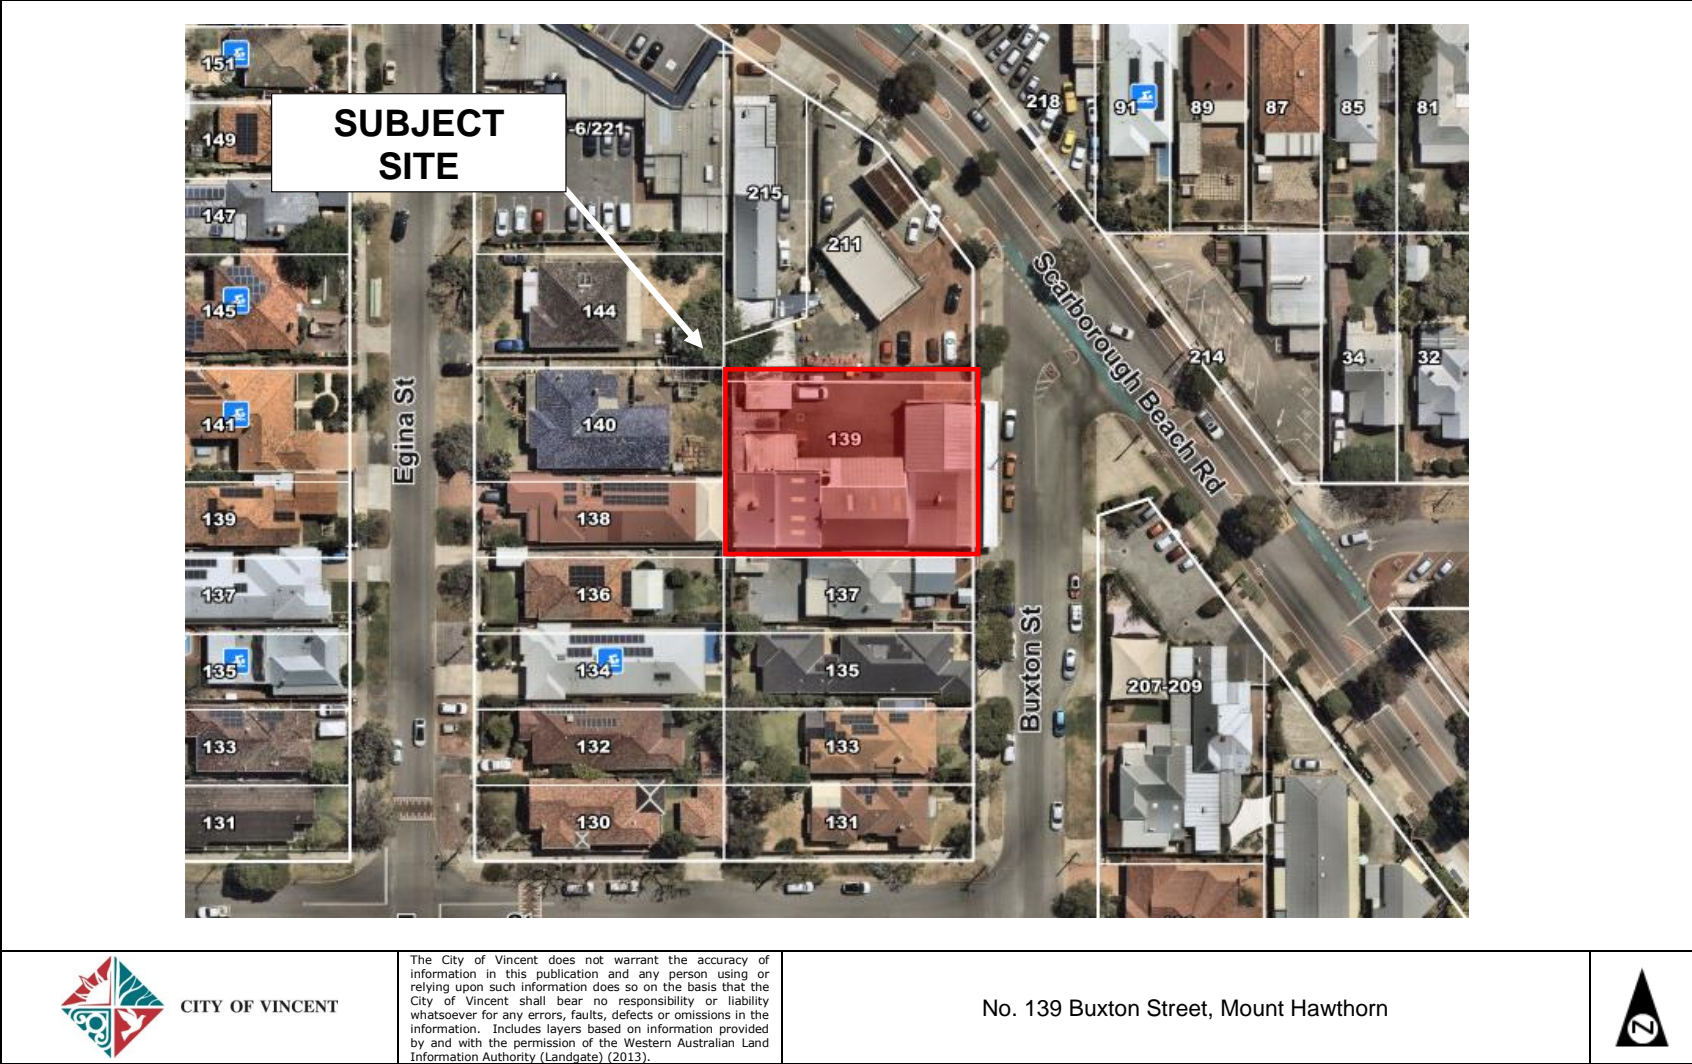 151
149
147
145
141
139
137
135
133
131
SUBJECT
SITE
-6/221
215
211
218
91
89
87
85
81
144
140
138
136
134
132
130
139
137
135
133
131
214
34
32
207-209
Egina St
Buxton St
Scarborough Beach Rd
CITY OF VINCENT
The City of Vincent does not warrant the accuracy of
information in this publication and any person using or
relying upon such information does so on the basis that the
City of Vincent shall bear no responsibility or liability
whatsoever for any errors, faults, defects or omissions in the
information. Includes layers based on information provided
by and with the permission of the Western Australian Land
Information Authority (Landgate) (2013).
No. 139 Buxton Street, Mount Hawthorn
N